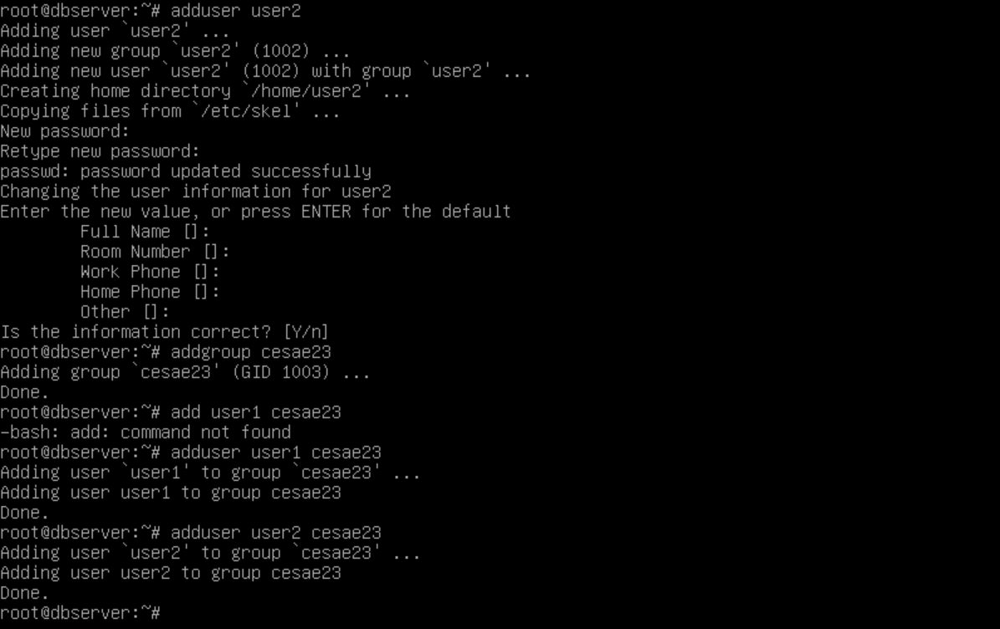 root@dbserver:~# adduser user2
Adding user `user2' ...
Adding new group `user2' (1002) ...
Adding new user `user2' (1002) with group `user2' ...
Creating home directory `/home/user2' ...
Copying files from `/etc/skel' ...
New password:
Retype new password:
passwd: password updated successfully
Changing the user information for user2
Enter the new value, or press ENTER for the default
        Full Name []:
        Room Number []:
        Work Phone []:
        Home Phone []:
        Other []:
Is the information correct? [Y/n]
root@dbserver:~# addgroup cesae23
Adding group `cesae23' (GID 1003) ...
Done.
root@dbserver:~# add user1 cesae23
-bash: add: command not found
root@dbserver:~# adduser user1 cesae23
Adding user `user1' to group `cesae23' ...
Adding user user1 to group cesae23
Done.
root@dbserver:~# adduser user2 cesae23
Adding user `user2' to group `cesae23' ...
Adding user user2 to group cesae23
Done.
root@dbserver:~#